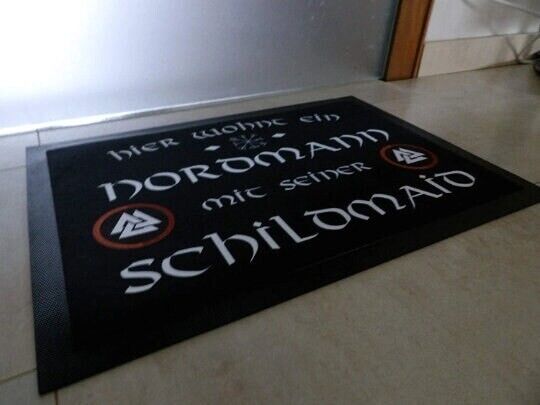 hier wohnt ein
NORDMANN
mit seiner
SCHILDMAID